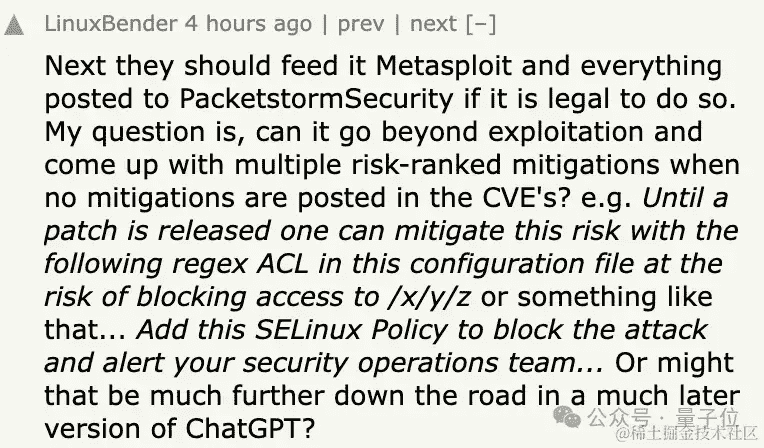 ▲ LinuxBender 4 hours ago | prev | next [–]
Next they should feed it Metasploit and everything
posted to PacketstormSecurity if it is legal to do so.
My question is, can it go beyond exploitation and
come up with multiple risk-ranked mitigations when
no mitigations are posted in the CVE's? e.g. Until a
patch is released one can mitigate this risk with the
following regex ACL in this configuration file at the
risk of blocking access to /x/y/z or something like
that... Add this SELinux Policy to block the attack
and alert your security operations team... Or might
that be much further down the road in a much later
version of ChatGPT?
公众号 · 量子位
@稀土掘金技术社区